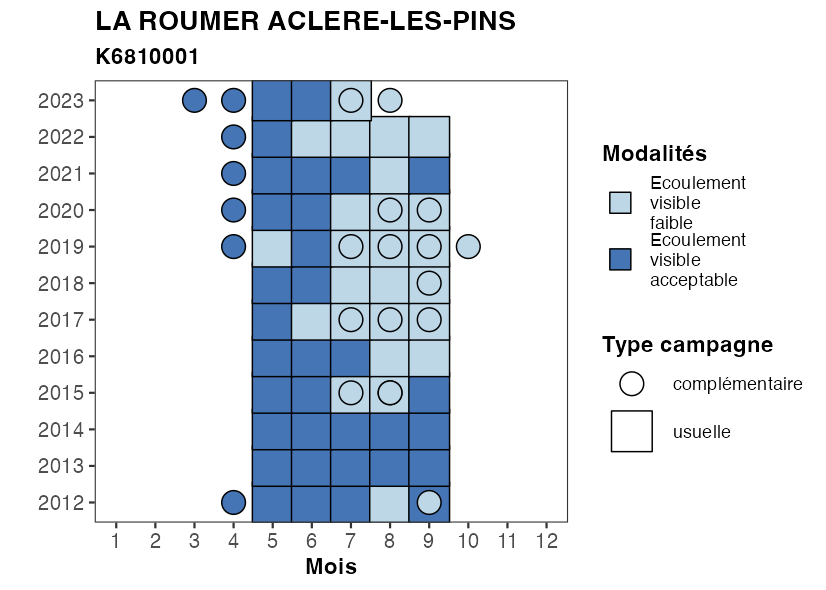 LA ROUMER ACLERE-LES-PINS
K6810001
2023
2022
2021
2020
2019
2018
2017
2016
2015
2014
2013
2012
1 2 3 4 5 6 7 8 9 10 11 12
Mois
Modalités
Ecoulement
visible
faible
Ecoulement
visible
acceptable
Type campagne
complémentaire
usuelle